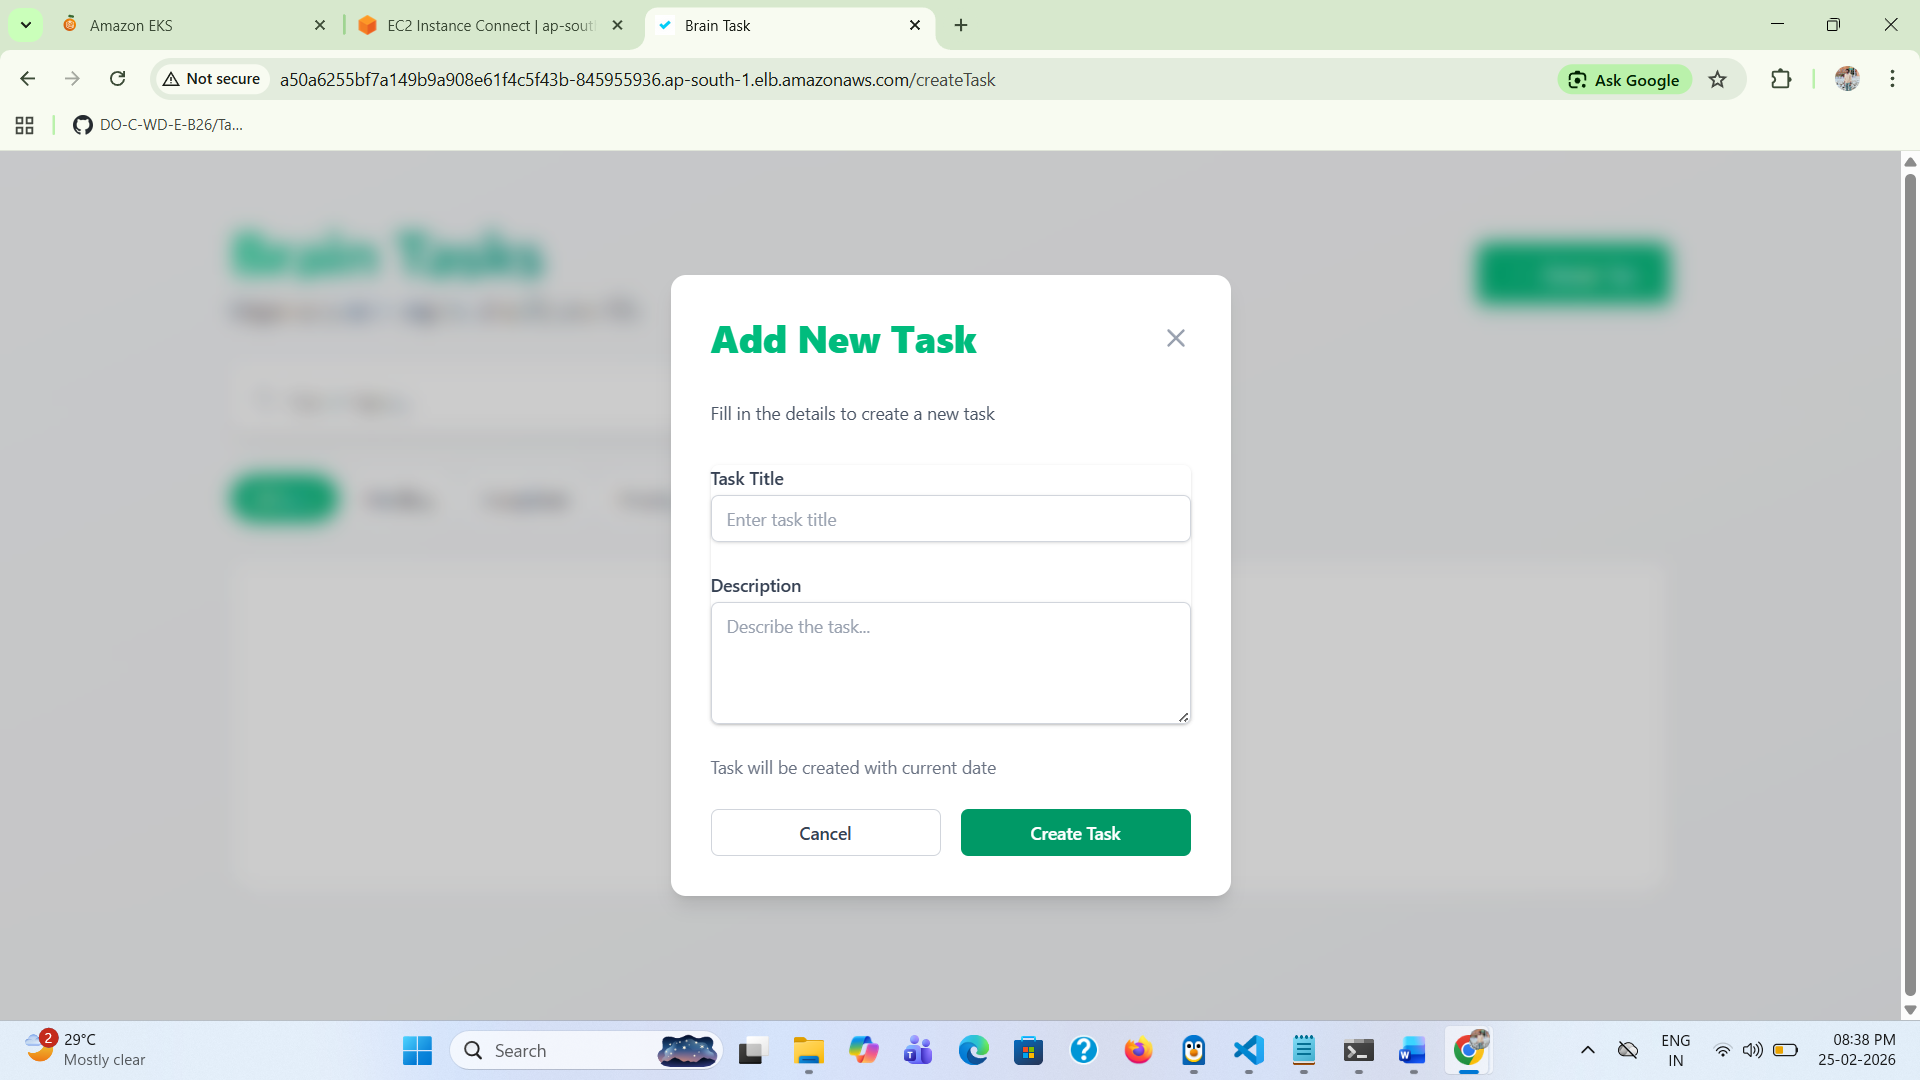 Amazon EKS
EC2 Instance Connect | ap-sout
Brain Task
Not secure
a50a6255bf7a149b9a908e61f4c5f43b-845955936.ap-south-1.elb.amazonaws.com/createTask
Ask Google
DO-C-WD-E-B26/Ta...
Brain Tasks
Add New Task
Fill in the details to create a new task
Task Title
Enter task title
Description
Describe the task...
Task will be created with current date
Cancel
Create Task
2
29°C
Mostly clear
Search
ENG
IN
08:38 PM
25-02-2026